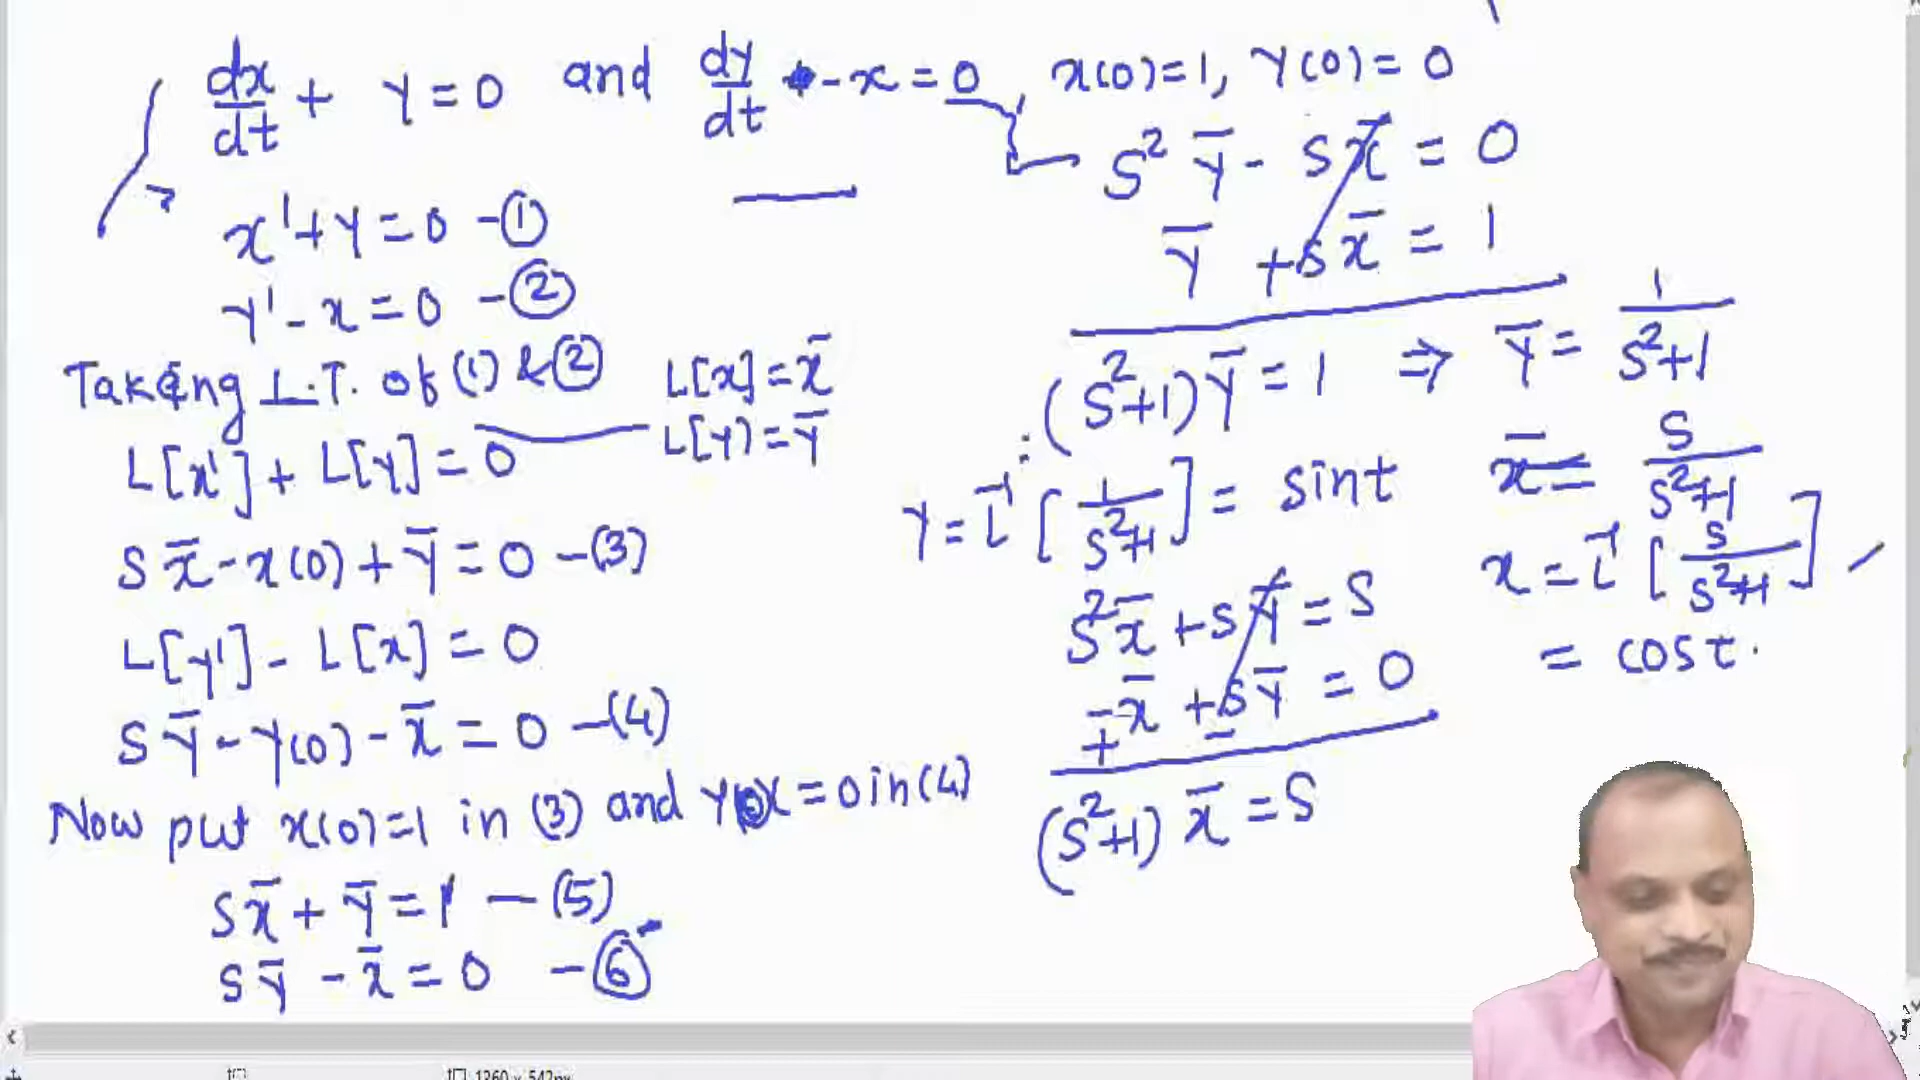 dx/dt + y = 0 and dy/dt - x = 0, x(0)=1, y(0)=0
x' + y = 0 - ①
y' - x = 0 - ②
Taking L.T. of (1) & ②
L[x] = x̄
L[y) = ȳ
L[x'] + L[y] = 0
s x̄ - x(0) + ȳ = 0 - (3)
L[y'] - L[x] = 0
s ȳ - y(0) - x̄ = 0 - (4)
Now put x(0)=1 in (3) and = 0 in (4)
s x̄ + ȳ = 1 - (5)
s ȳ - x̄ = 0 - ⑥
s² ȳ - s x̄ = 0
ȳ + s x̄ = 1
(s²+1) ȳ = 1 ⇒ ȳ = 1/s²+1
y = L⁻¹ [1/s²+1] = sint
s² x̄ + s ȳ = s
- x̄ + s ȳ = 0
+ -
(s²+1) x̄ = s
x̄ = s/s²+1
x = L⁻¹ [s/s²+1]
= cos t.
1260 × 542px